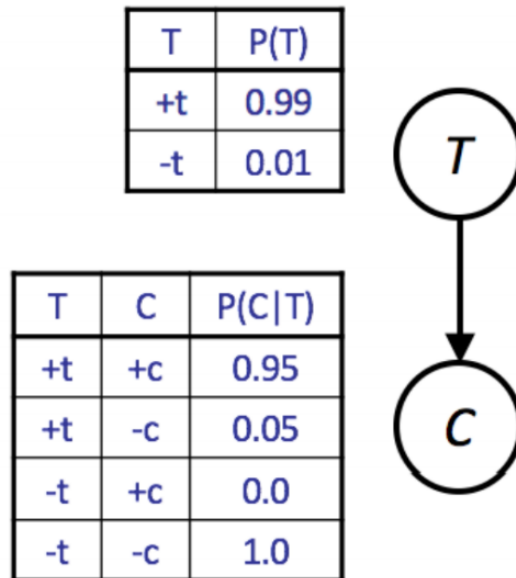 T P(T)
+t 0.99
-t 0.01
T
T C P(C|T)
+t +c 0.95
+t -c 0.05
-t +c 0.0
-t -c 1.0
C